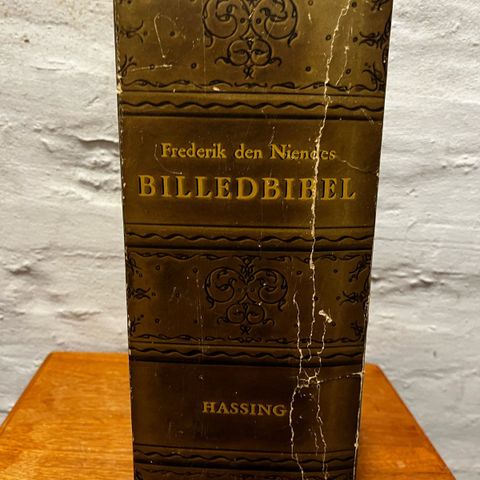 Frederik den Niendes
BILLEDBIBEL
HASSING